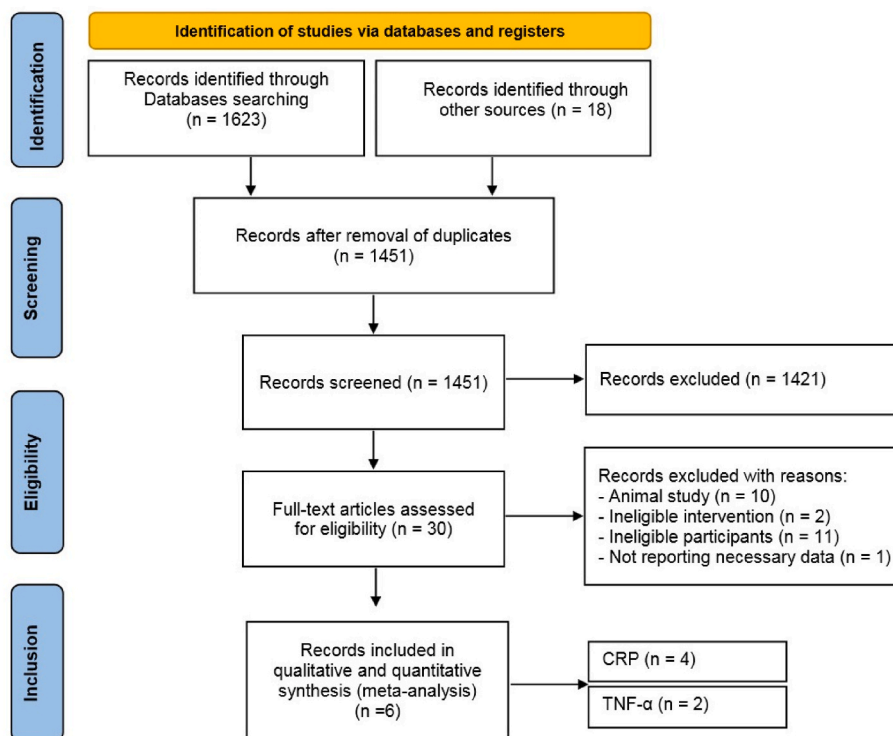 Identification of studies via databases and registers
Identification
Records identified through
Databases searching
(n = 1623)
Records identified through
other sources (n = 18)
Screening
Records after removal of duplicates
(n = 1451)
Records screened (n = 1451)
Records excluded (n = 1421)
Eligibility
Full-text articles assessed
for eligibility (n = 30)
Records excluded with reasons:
- Animal study (n = 10)
- Ineligible intervention (n = 2)
- Ineligible participants (n = 11)
- Not reporting necessary data (n = 1)
Inclusion
Records included in
qualitative and quantitative
synthesis (meta-analysis)
(n =6)
CRP (n = 4)
TNF-α (n = 2)